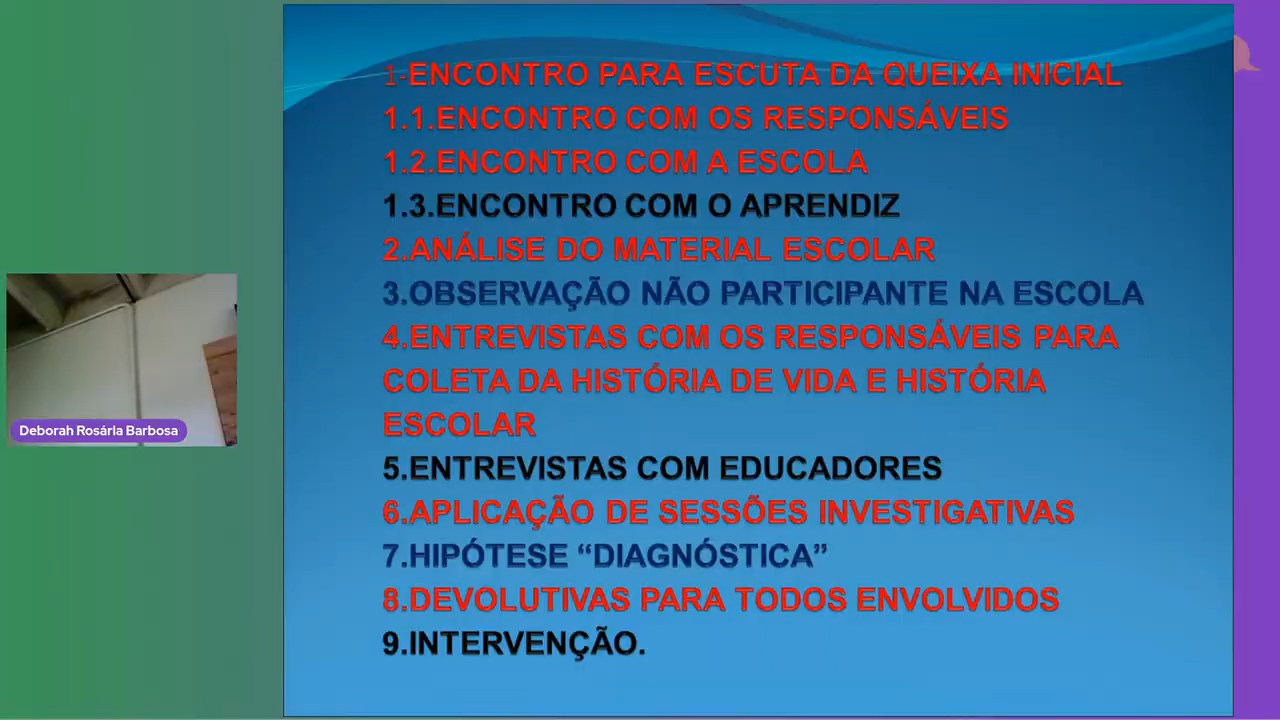 1-ENCONTRO PARA ESCUTA DA QUEIXA INICIAL
1.1.ENCONTRO COM OS RESPONSÁVEIS
1.2.ENCONTRO COM A ESCOLA
1.3.ENCONTRO COM O APRENDIZ
2.ANÁLISE DO MATERIAL ESCOLAR
3.OBSERVAÇÃO NÃO PARTICIPANTE NA ESCOLA
4.ENTREVISTAS COM OS RESPONSÁVEIS PARA
COLETA DA HISTÓRIA DE VIDA E HISTÓRIA
ESCOLAR
5.ENTREVISTAS COM EDUCADORES
6.APLICAÇÃO DE SESSÕES INVESTIGATIVAS
7.HIPÓTESE “DIAGNÓSTICA”
8.DEVOLUTIVAS PARA TODOS ENVOLVIDOS
9.INTERVENÇÃO.
Deborah Rosária Barbosa